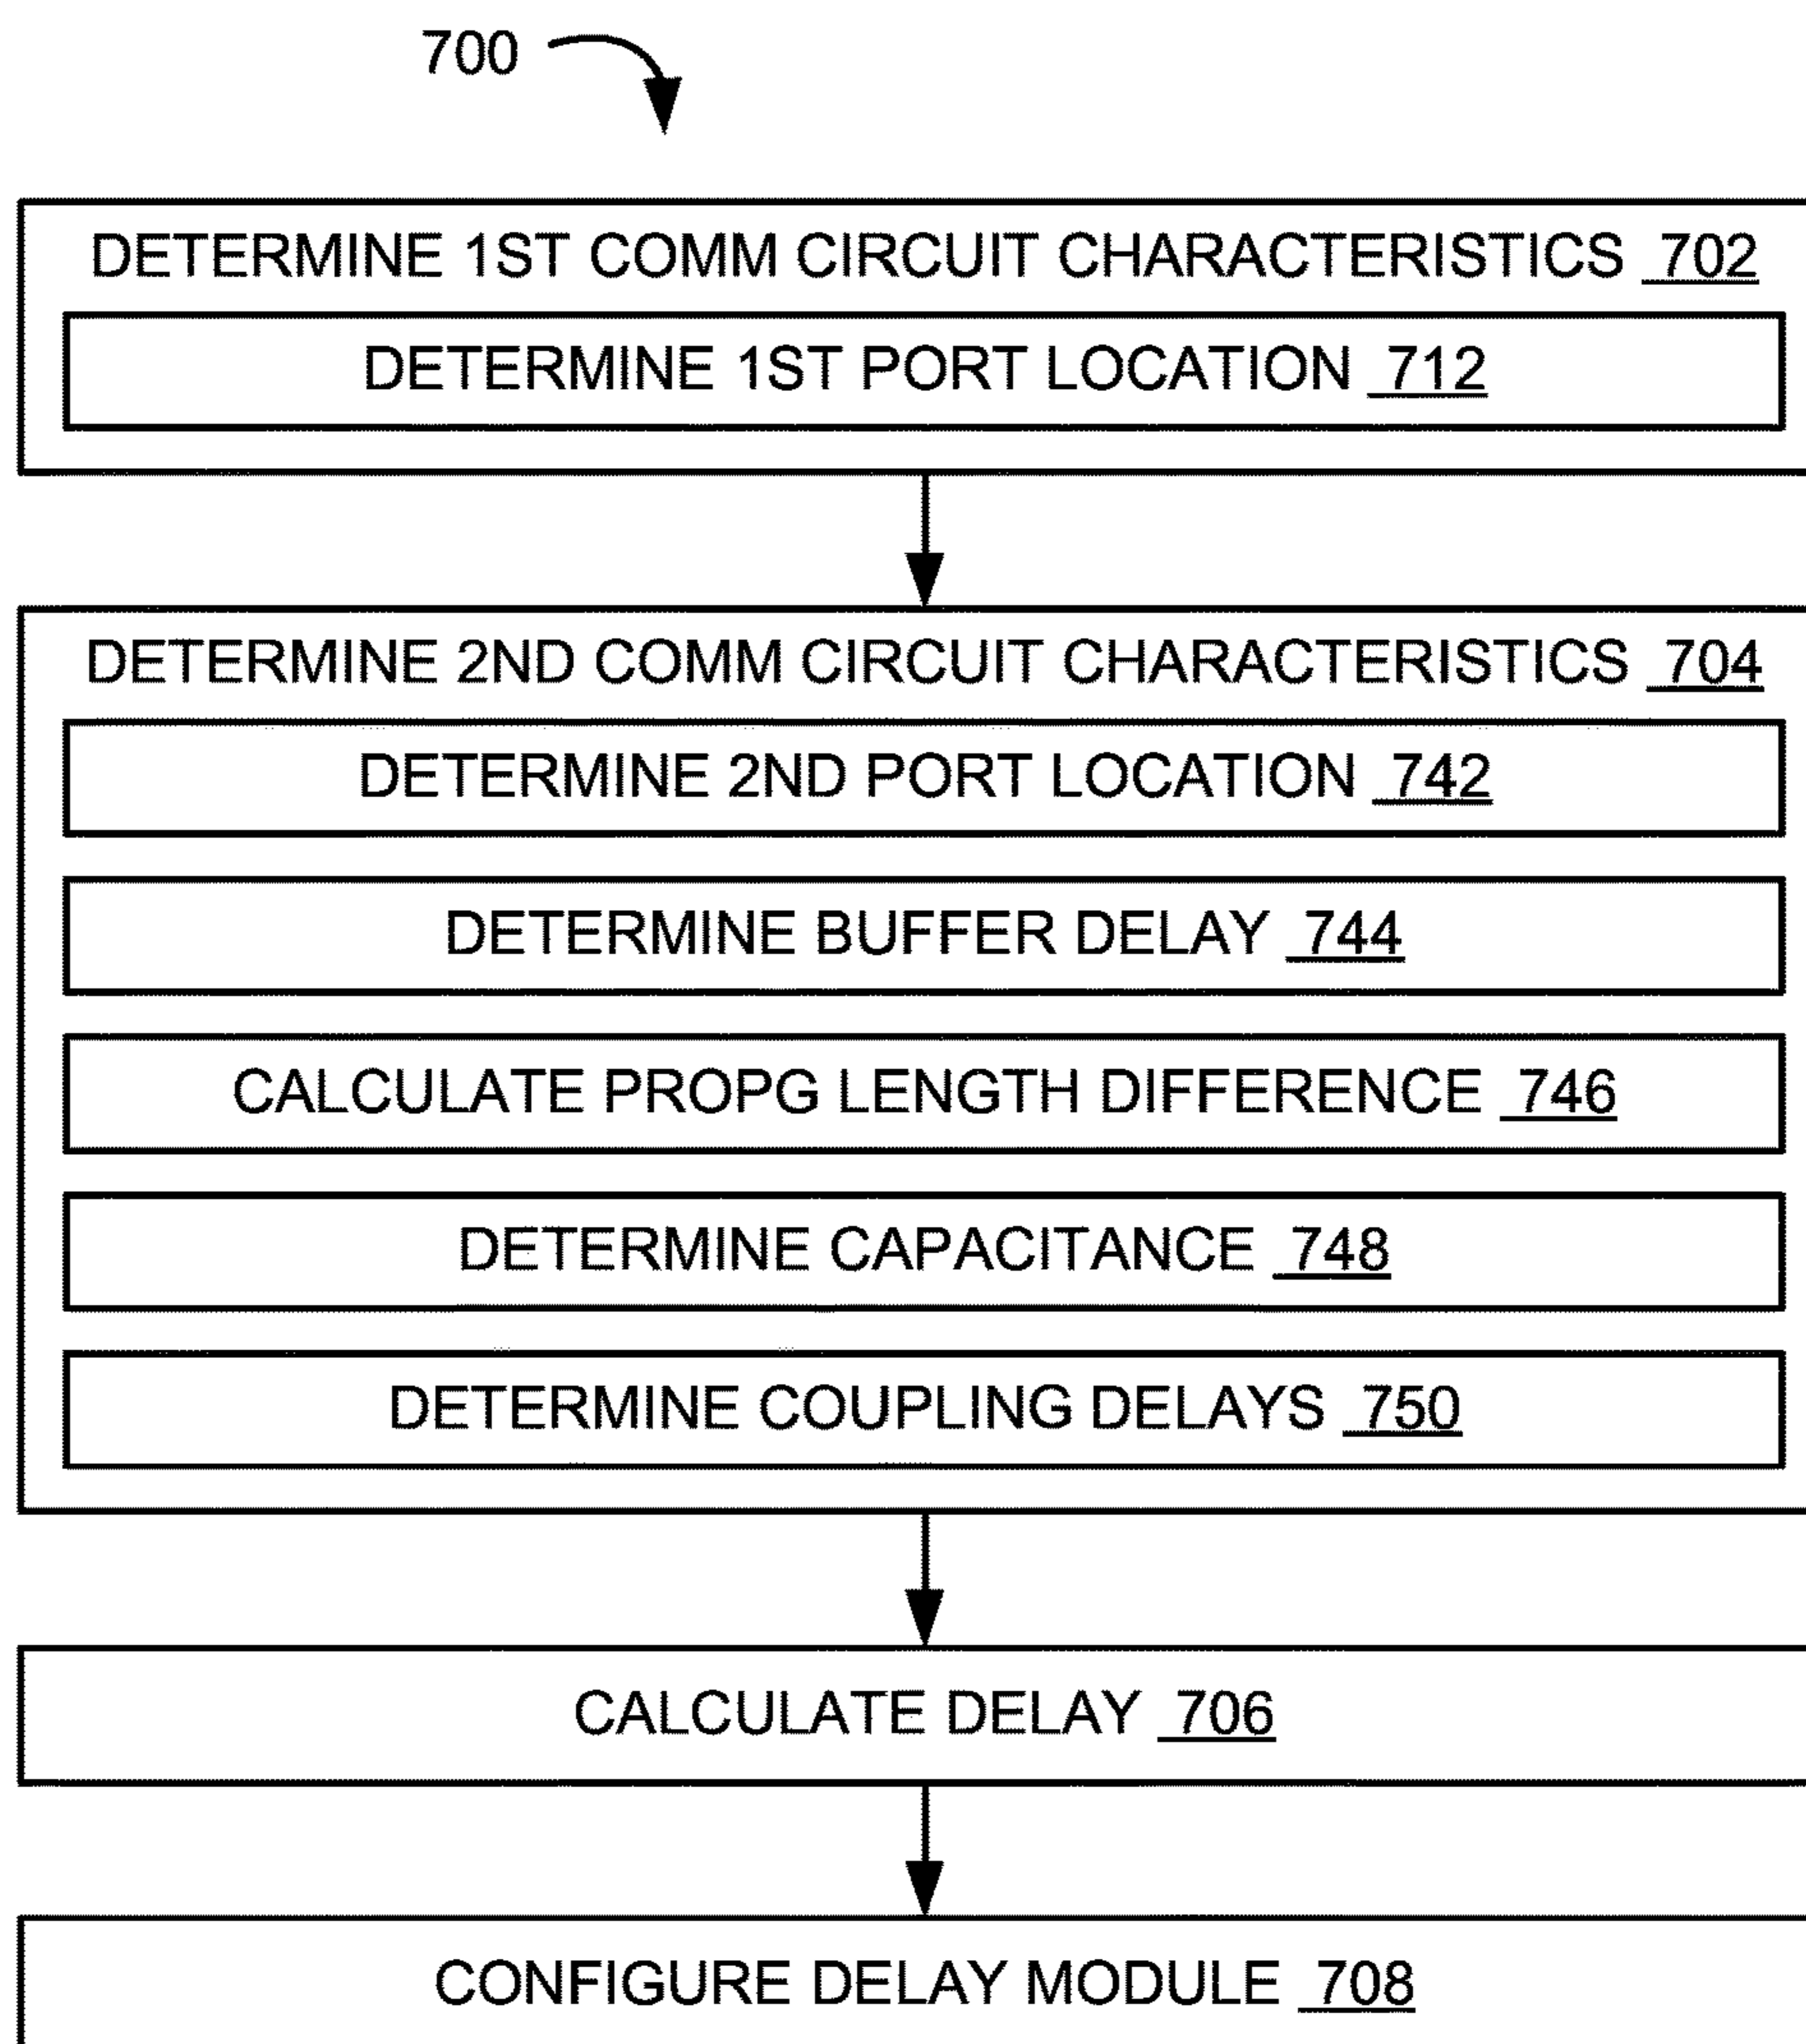 700
DETERMINE 1ST COMM CIRCUIT CHARACTERISTICS 702
DETERMINE 1ST PORT LOCATION 712
DETERMINE 2ND COMM CIRCUIT CHARACTERISTICS 704
DETERMINE 2ND PORT LOCATION 742
DETERMINE BUFFER DELAY 744
CALCULATE PROPG LENGTH DIFFERENCE 746
DETERMINE CAPACITANCE 748
DETERMINE COUPLING DELAYS 750
CALCULATE DELAY 706
CONFIGURE DELAY MODULE 708